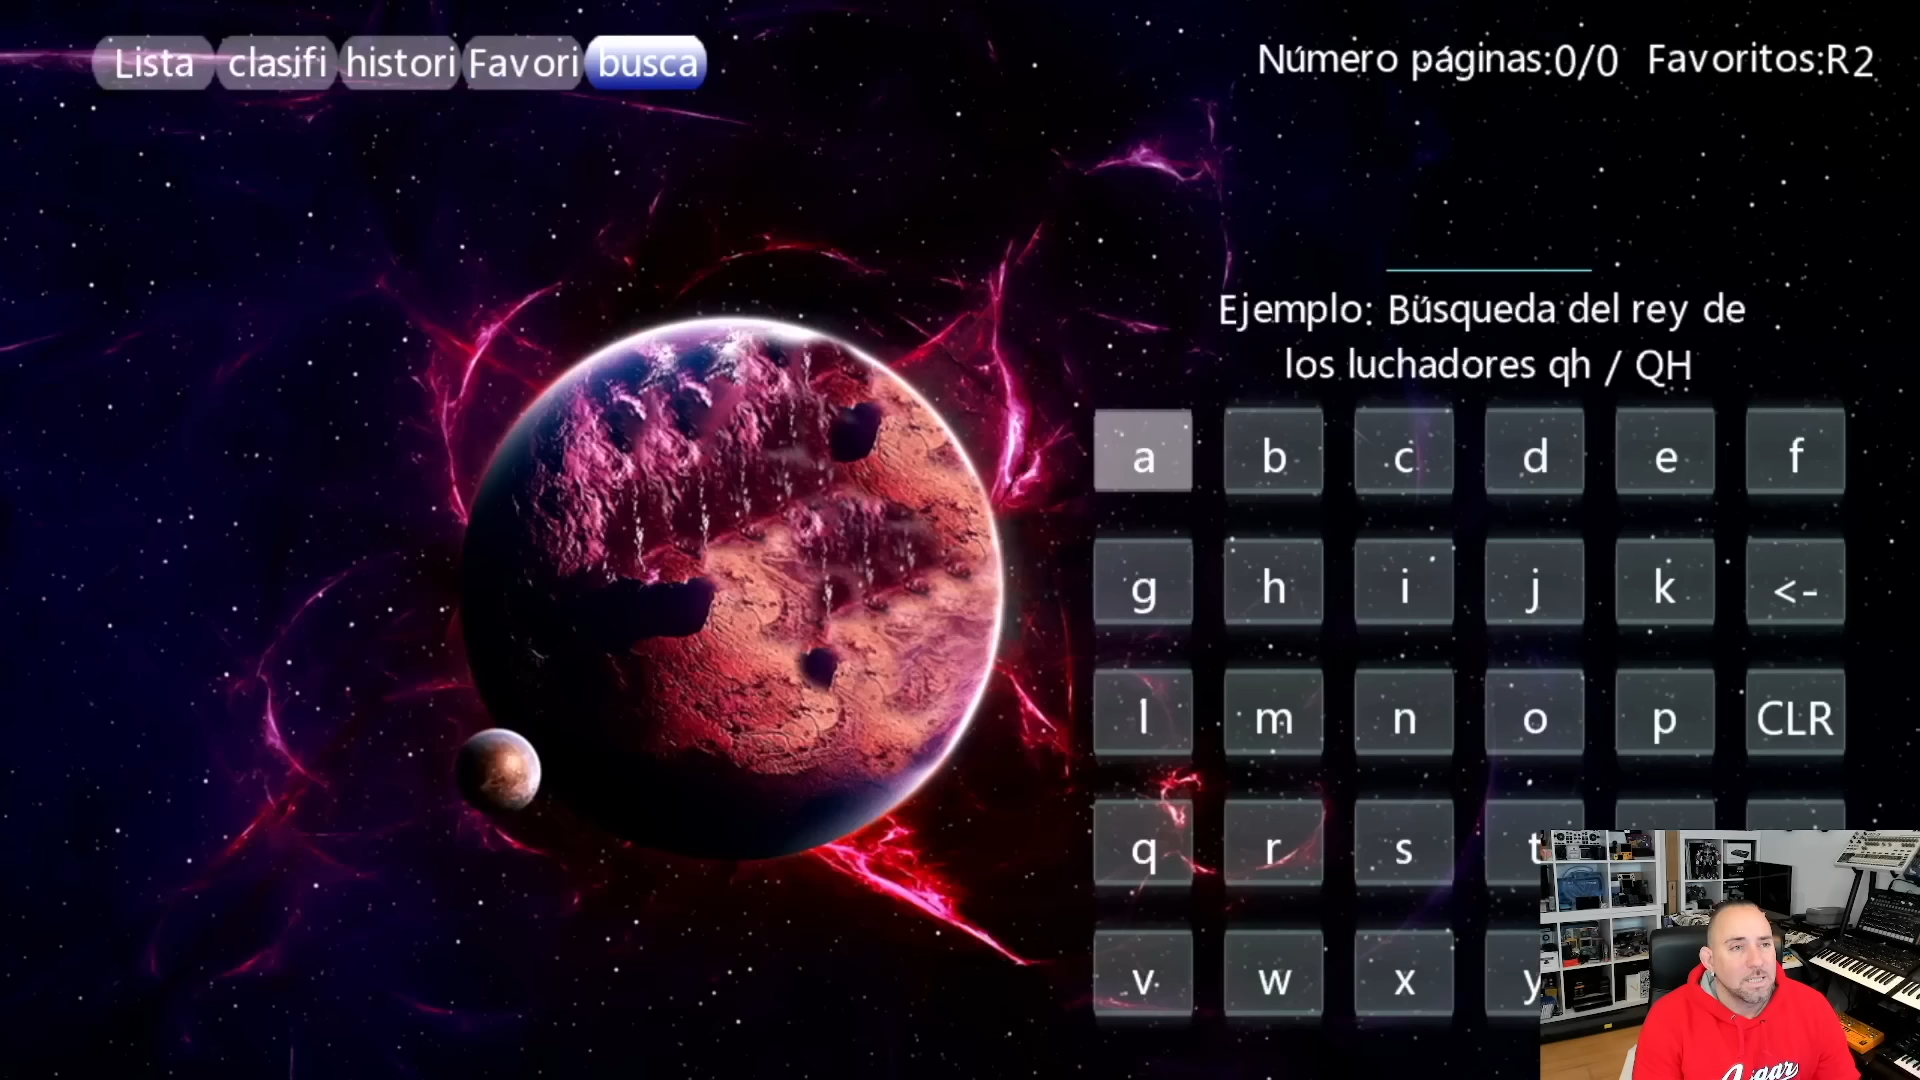 Lista clasifi histori Favori busca
Número páginas:0/0 Favoritos:R2
Ejemplo: Búsqueda del rey de
los luchadores qh / QH
a b c d e f
g h i j k <-
l m n o p CLR
q r s t
v w x y